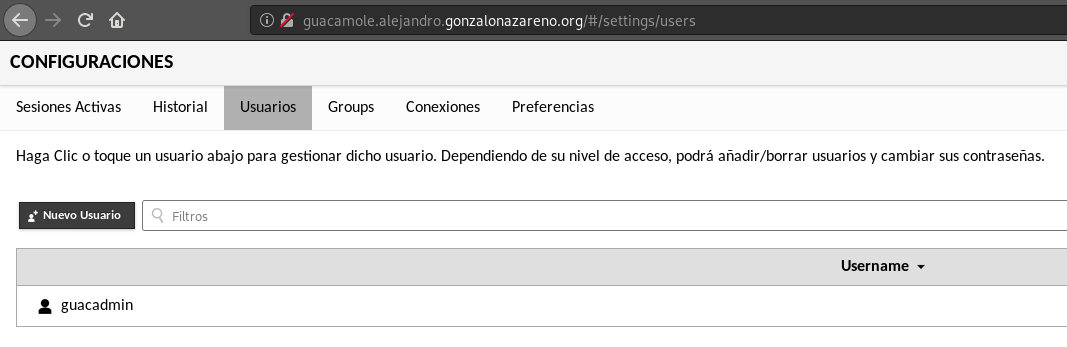 guacamole.alejandro.gonzalonazareno.org/#/settings/users
CONFIGURACIONES
Sesiones Activas Historial Usuarios Groups Conexiones Preferencias
Haga Clic o toque un usuario abajo para gestionar dicho usuario. Dependiendo de su nivel de acceso, podrá añadir/borrar usuarios y cambiar sus contraseñas.
Nuevo Usuario Filtros
Username
guacadmin